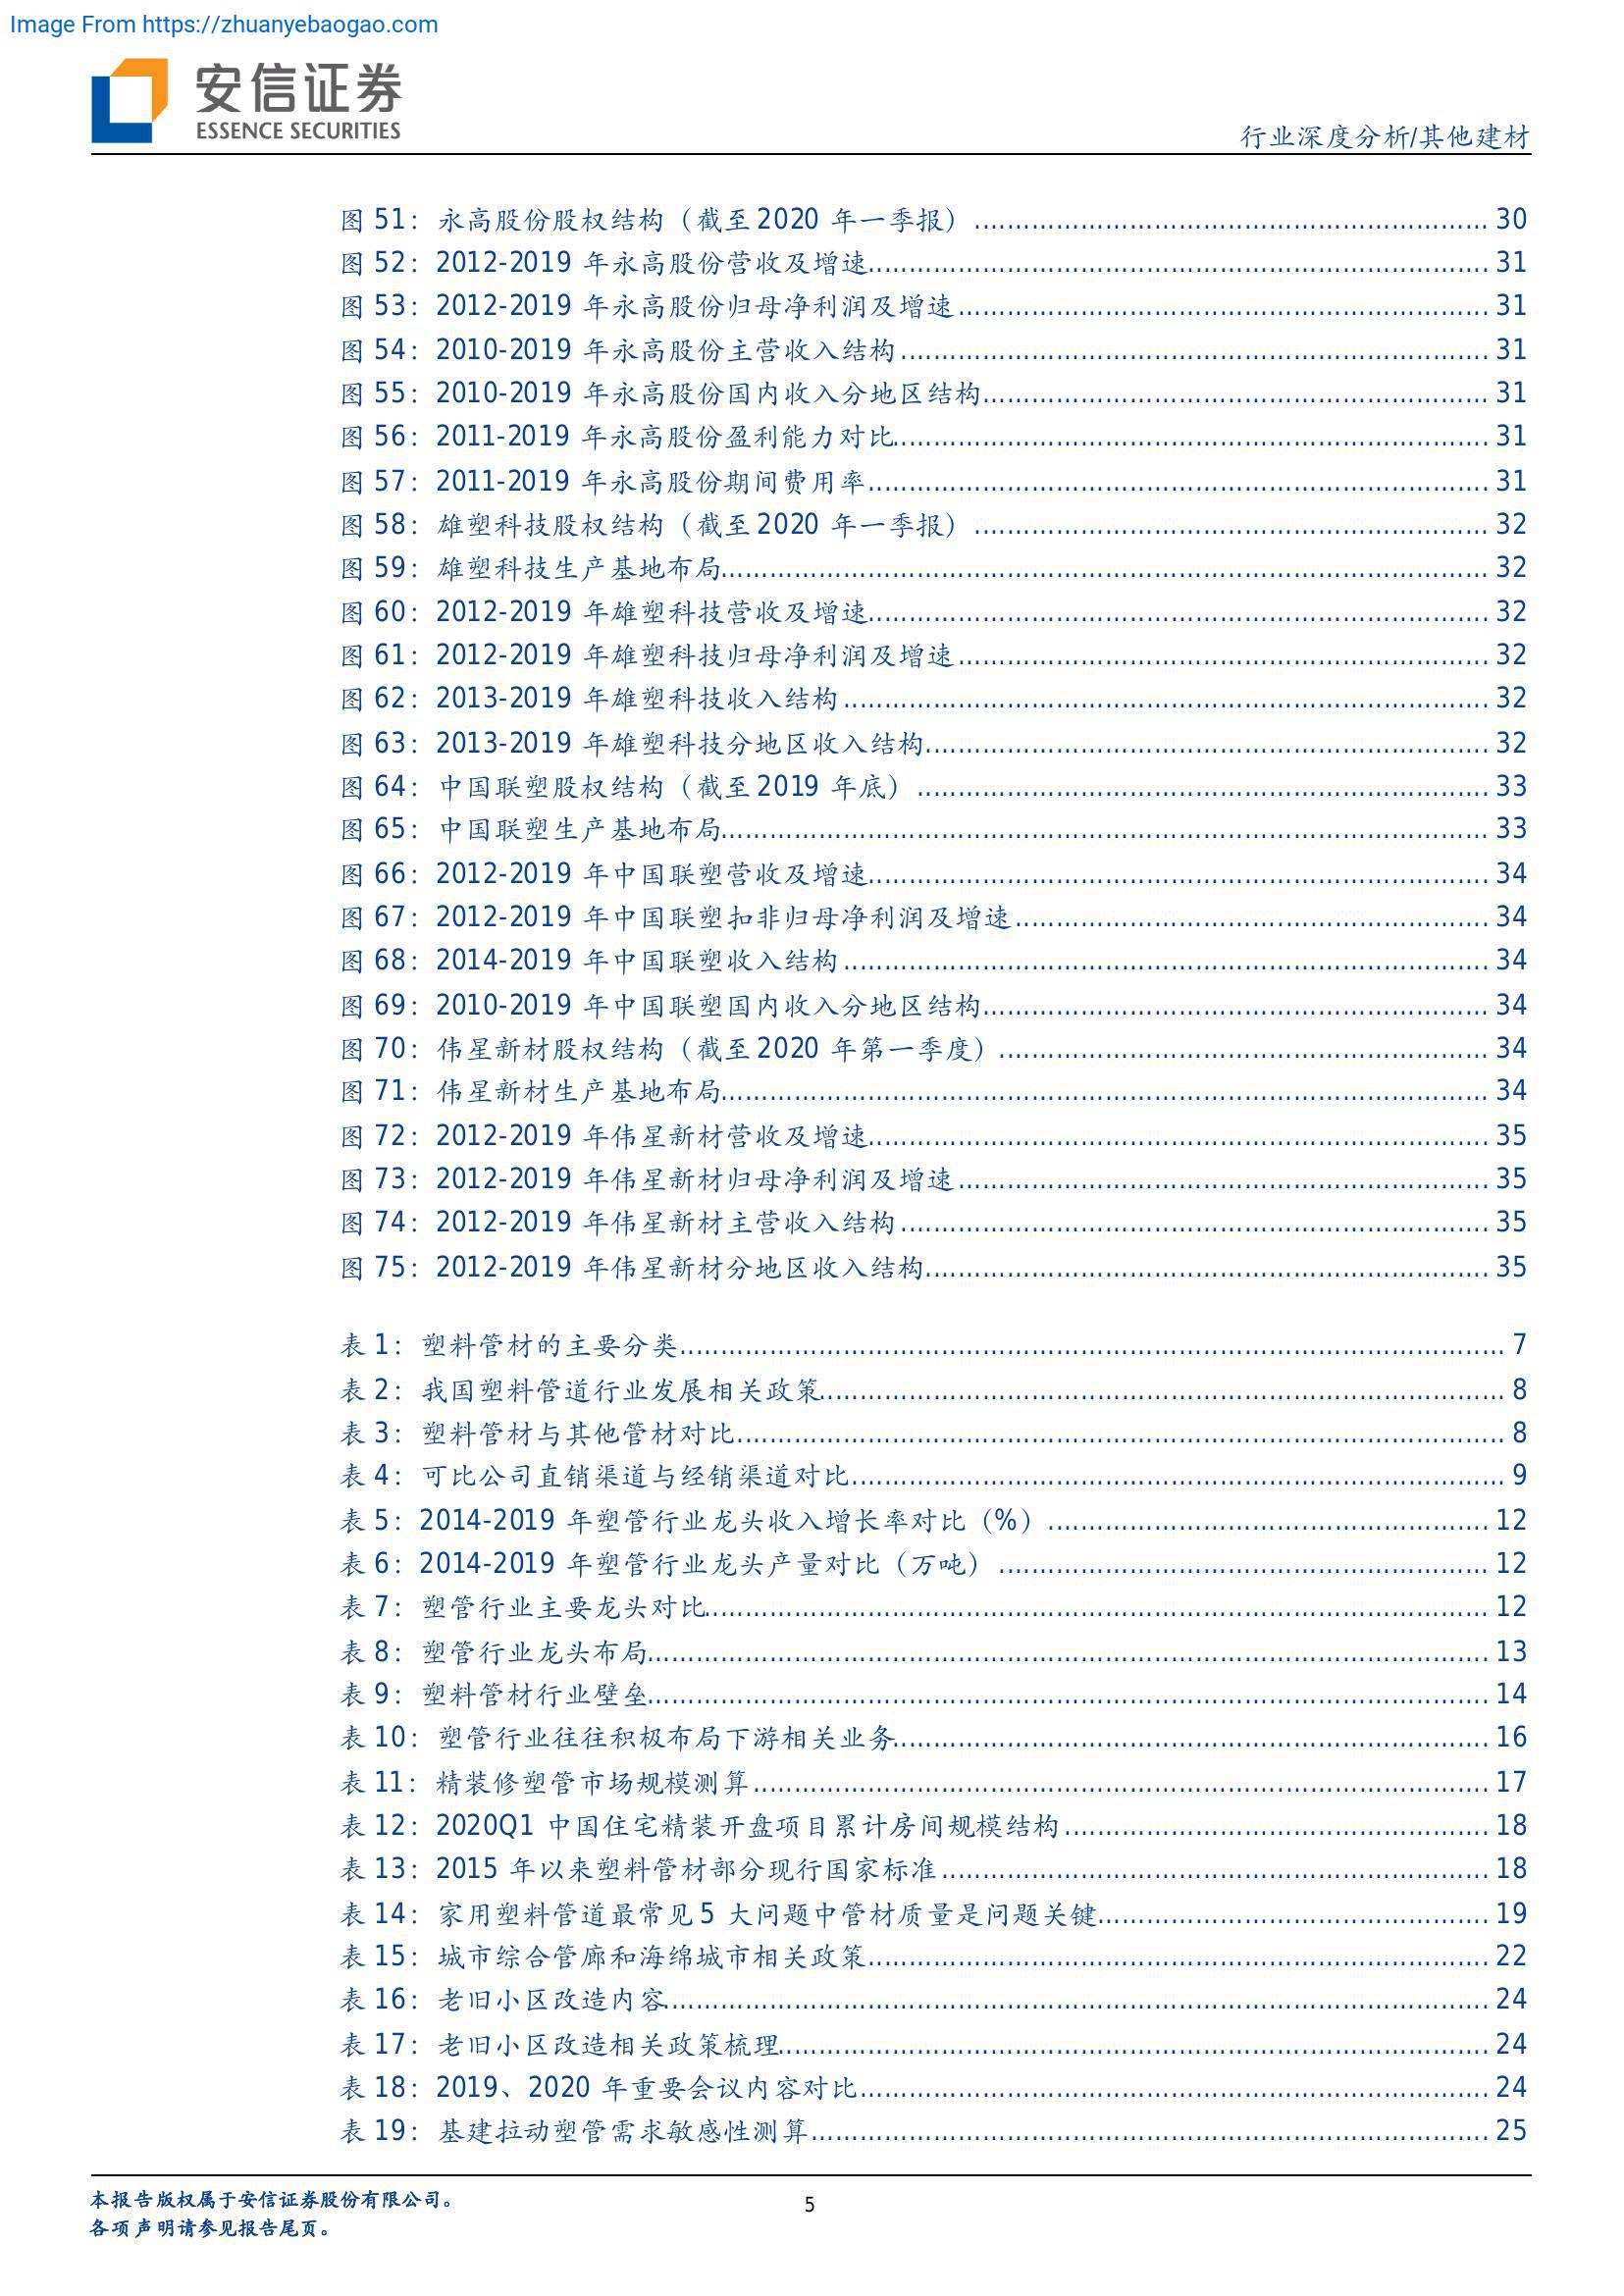 Image From https://zhuanyebaogao.com
安信证券
ESSENCE SECURITIES
行业深度分析/其他建材
图 51：永高股份股权结构（截至 2020 年一季报）.......... 30
图 52：2012-2019 年永高股份营收及增速.......... 31
图 53：2012-2019 年永高股份归母净利润及增速.......... 31
图 54：2010-2019 年永高股份主营收入结构.......... 31
图 55：2010-2019 年永高股份国内收入分地区结构.......... 31
图 56：2011-2019 年永高股份盈利能力对比.......... 31
图 57：2011-2019 年永高股份期间费用率.......... 31
图 58：雄塑科技股权结构（截至 2020 年一季报）.......... 32
图 59：雄塑科技生产基地布局.......... 32
图 60：2012-2019 年雄塑科技营收及增速.......... 32
图 61：2012-2019 年雄塑科技归母净利润及增速.......... 32
图 62：2013-2019 年雄塑科技收入结构.......... 32
图 63：2013-2019 年雄塑科技分地区收入结构.......... 32
图 64：中国联塑股权结构（截至 2019 年底）.......... 33
图 65：中国联塑生产基地布局.......... 33
图 66：2012-2019 年中国联塑营收及增速.......... 34
图 67：2012-2019 年中国联塑扣非归母净利润及增速.......... 34
图 68：2014-2019 年中国联塑收入结构.......... 34
图 69：2010-2019 年中国联塑国内收入分地区结构.......... 34
图 70：伟星新材股权结构（截至 2020 年第一季度）.......... 34
图 71：伟星新材生产基地布局.......... 34
图 72：2012-2019 年伟星新材营收及增速.......... 35
图 73：2012-2019 年伟星新材归母净利润及增速.......... 35
图 74：2012-2019 年伟星新材主营收入结构.......... 35
图 75：2012-2019 年伟星新材分地区收入结构.......... 35
表 1：塑料管材的主要分类.......... 7
表 2：我国塑料管道行业发展相关政策.......... 8
表 3：塑料管材与其他管材对比.......... 8
表 4：可比公司直销渠道与经销渠道对比.......... 9
表 5：2014-2019 年塑管行业龙头收入增长率对比（%）.......... 12
表 6：2014-2019 年塑管行业龙头产量对比（万吨）.......... 12
表 7：塑管行业主要龙头对比.......... 12
表 8：塑管行业龙头布局.......... 13
表 9：塑料管材行业壁垒.......... 14
表 10：塑管行业往往积极布局下游相关业务.......... 16
表 11：精装修塑管市场规模测算.......... 17
表 12：2020Q1 中国住宅精装开盘项目累计房间规模结构.......... 18
表 13：2015 年以来塑料管材部分现行国家标准.......... 18
表 14：家用塑料管道最常见 5 大问题中管材质量是问题关键.......... 19
表 15：城市综合管廊和海绵城市相关政策.......... 22
表 16：老旧小区改造内容.......... 24
表 17：老旧小区改造相关政策梳理.......... 24
表 18：2019、2020 年重要会议内容对比.......... 24
表 19：基建拉动塑管需求敏感性测算.......... 25
本报告版权属于安信证券股份有限公司。
5
各项声明请参见报告尾页。